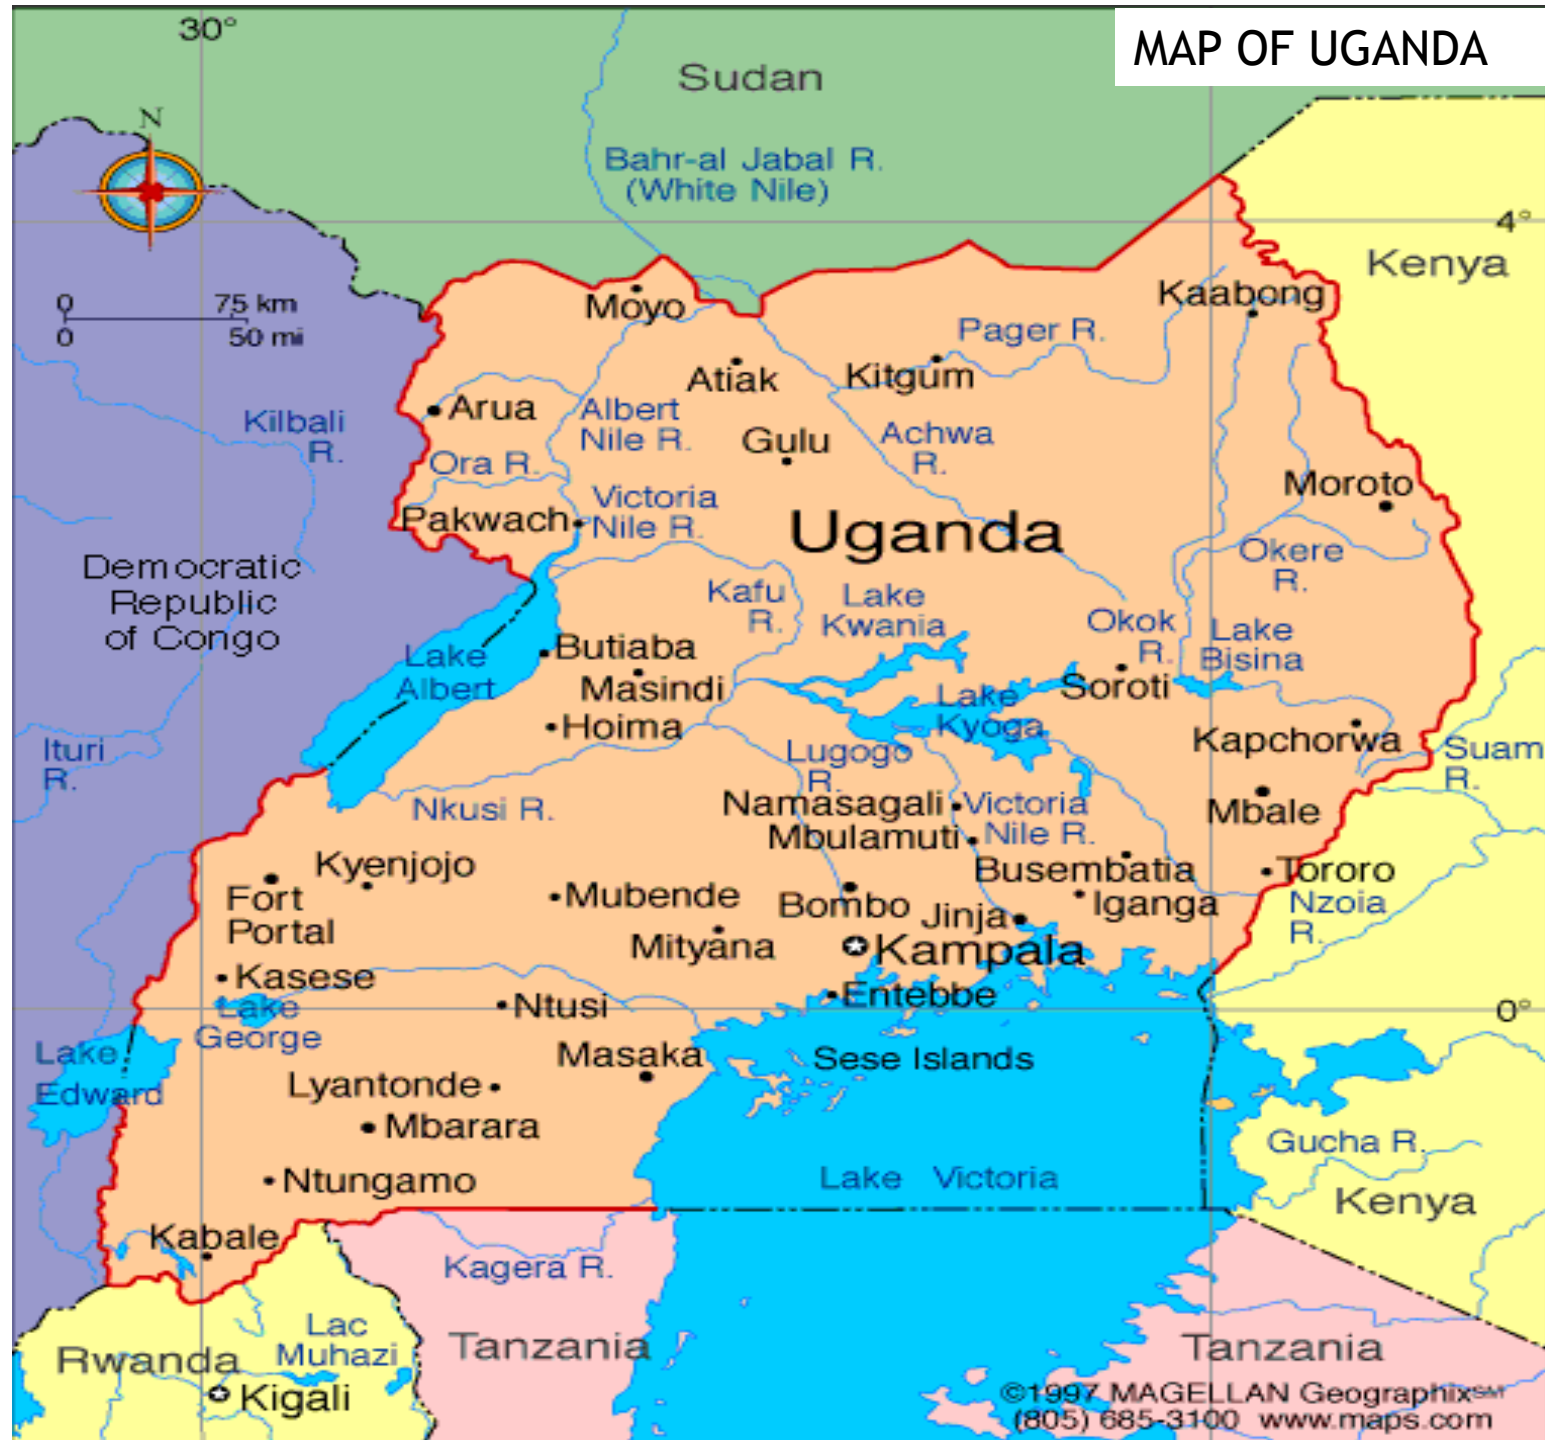 30°
MAP OF UGANDA
Sudan
N
Bahr-al Jabal R.
(White Nile)
4°
Kenya
0 75 km
0 50 mi
Moyo
Kaabong
Pager R.
Atiak
Kitgum
Arua
Albert
Nile R.
Kilbali
R.
Gulu
Achwa
R.
Ora R.
Moroto
Pakwach
Victoria
Nile R.
Uganda
Okere
R.
Democratic
Republic
of Congo
Kafu
R.
Lake
Kwania
Okok
R.
Lake
Bisina
Lake
Albert
Butiaba
Masindi
Soroti
Lake
Kyoga
Hoima
Kapchorwa
Ituri
R.
Lugogo
R.
Suam
R.
Nkusi R.
Namasagali
Victoria
Nile R.
Mbale
Mbulamuti
Kyenjojo
Busembatia
Tororo
Fort
Portal
Mubende
Bombo
Jinja
Iganga
Nzoia
R.
Mityana
Kampala
Kasese
Lake
George
Ntusi
Entebbe
0°
Lake
Edward
Masaka
Sese Islands
Lyantonde
Mbarara
Gucha R.
Ntungamo
Lake Victoria
Kenya
Kabale
Kagera R.
Lac
Muhazi
Rwanda
Tanzania
Tanzania
Kigali
©1997 MAGELLAN Geographix℠
(805) 685-3100 www.maps.com